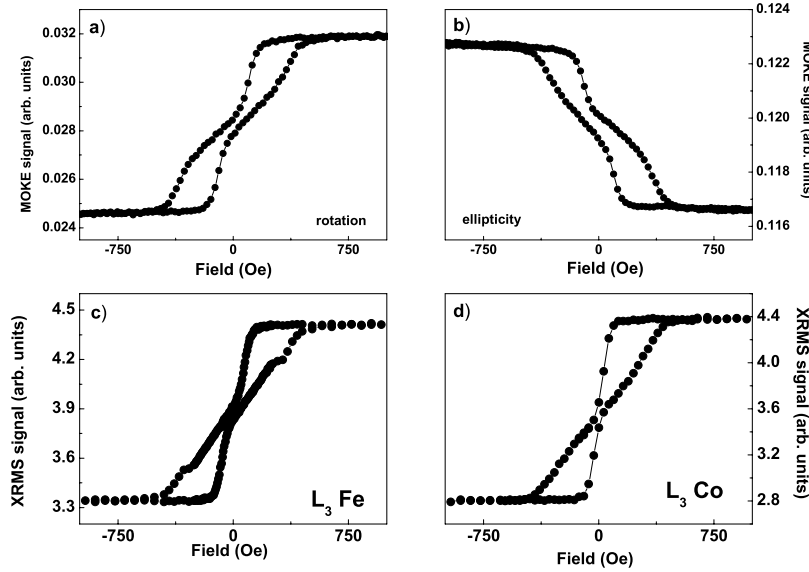 a)
0.032
0.030
0.028
0.026
0.024
MOKE signal (arb. units)
rotation
-750 0 750
Field (Oe)
b)
0.124
0.122
0.120
0.118
0.116
MOKE signal (arb. units)
ellipticity
-750 0 750
Field (Oe)
c)
4.5
4.2
3.9
3.6
3.3
XRMS signal (arb. units)
L3 Fe
-750 0 750
Field (Oe)
d)
4.4
4.0
3.6
3.2
2.8
XRMS signal (arb. units)
L3 Co
-750 0 750
Field (Oe)